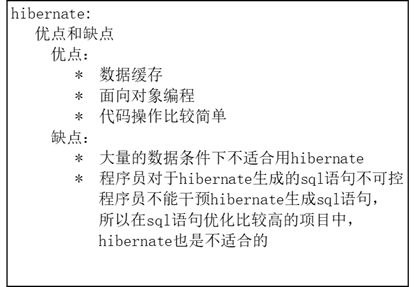 hibernate:
优点和缺点
优点:
* 数据缓存
* 面向对象编程
* 代码操作比较简单
缺点:
* 大量的数据条件下不适合用hibernate
* 程序员对于hibernate生成的sql语句不可控
程序员不能干预hibernate生成sql语句,
所以在sql语句优化比较高的项目中,
hibernate也是不适合的